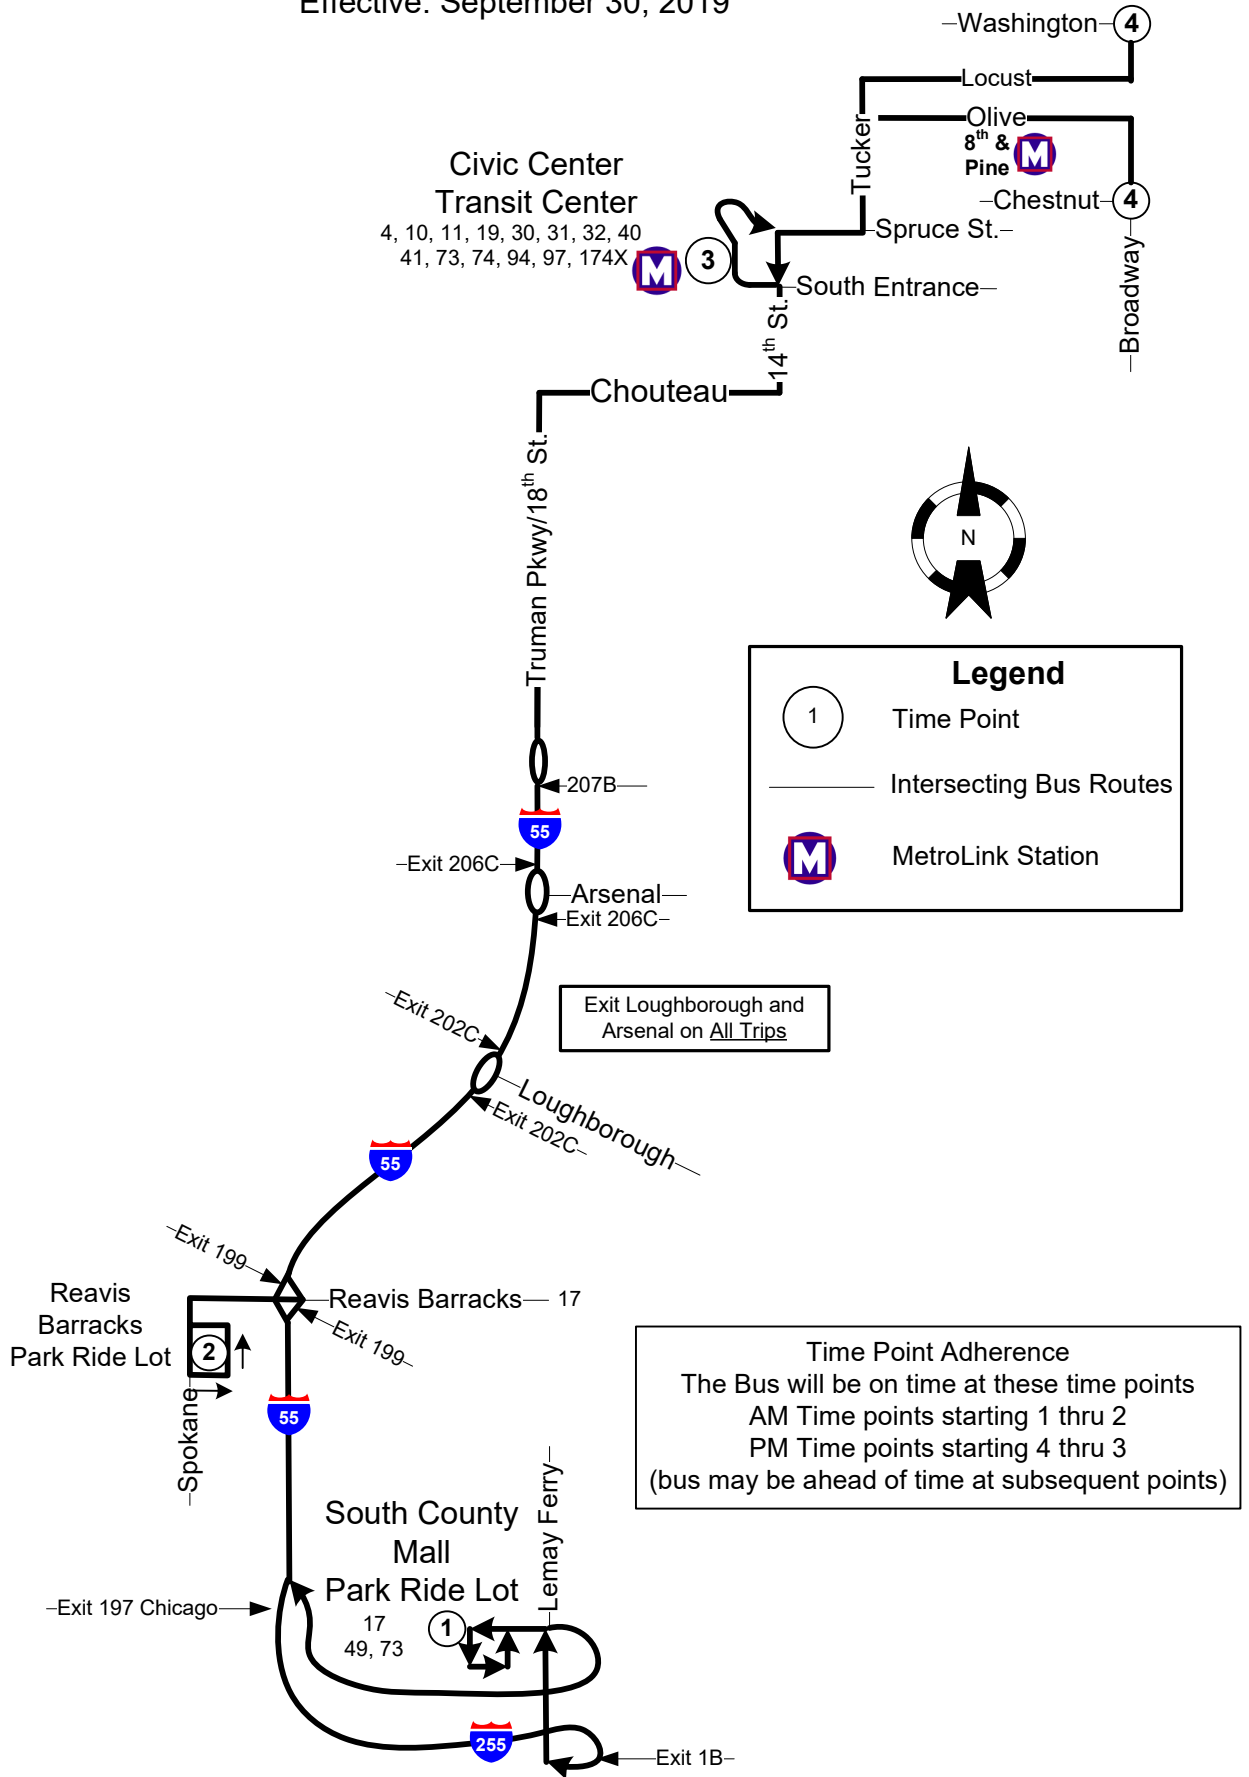 Effective: September 30, 2019
Washington
4
Locust
Olive
8th &
Pine
M
Tucker
Chestnut
4
Civic Center
Transit Center
4, 10, 11, 19, 30, 31, 32, 40
41, 73, 74, 94, 97, 174X
M
3
Spruce St.
South Entrance
Broadway
14th St.
Chouteau
Truman Pkwy/18th St.
N
Legend
1
Time Point
Intersecting Bus Routes
M
MetroLink Station
207B
55
Exit 206C
Arsenal
Exit 206C
Exit Loughborough and
Arsenal on All Trips
Exit 202C
Loughborough
Exit 202C
55
Exit 199
Reavis
Barracks
Park Ride Lot
Reavis Barracks
17
Exit 199
2
Spokane
55
Time Point Adherence
The Bus will be on time at these time points
AM Time points starting 1 thru 2
PM Time points starting 4 thru 3
(bus may be ahead of time at subsequent points)
South County
Mall
Park Ride Lot
17
49, 73
1
Lemay Ferry
Exit 197 Chicago
255
Exit 1B